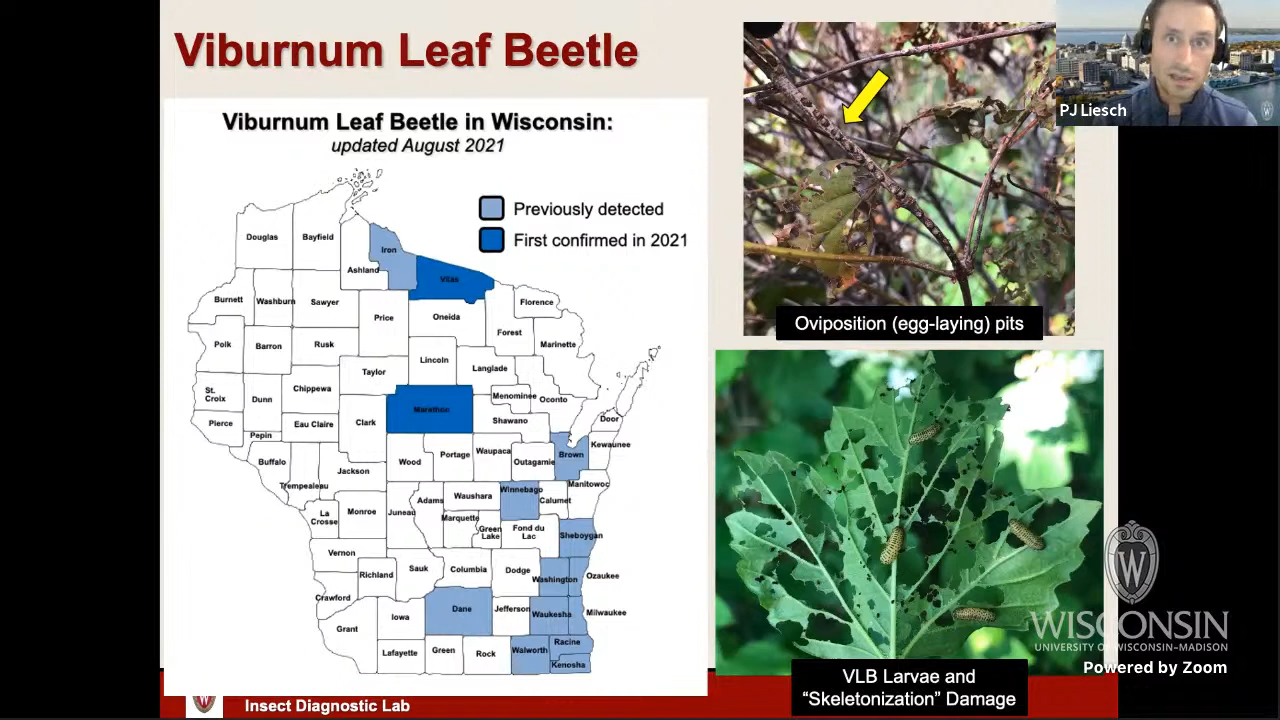 Viburnum Leaf Beetle
PJ Liesch
Viburnum Leaf Beetle in Wisconsin:
updated August 2021
Previously detected
First confirmed in 2021
Douglas
Bayfield
Iron
Ashland
Vilas
Burnett
Washburn
Sawyer
Price
Oneida
Florence
Forest
Marinette
Polk
Barron
Rusk
Lincoln
Langlade
Taylor
St.
Croix
Dunn
Chippewa
Menominee
Oconto
Marathon
Pierce
Pepin
Eau Claire
Clark
Shawano
Door
Kewaunee
Buffalo
Trempealeau
Jackson
Wood
Portage
Waupaca
Outagamie
Brown
Manitowoc
La
Crosse
Monroe
Juneau
Adams
Waushara
Winnebago
Calumet
Marquette
Green
Lake
Fond du
Lac
Sheboygan
Vernon
Richland
Sauk
Columbia
Dodge
Washington
Ozaukee
Crawford
Grant
Iowa
Dane
Jefferson
Waukesha
Milwaukee
Lafayette
Green
Rock
Walworth
Racine
Kenosha
Oviposition (egg-laying) pits
VLB Larvae and
“Skeletonization” Damage
W
WISCONSIN
UNIVERSITY OF WISCONSIN–MADISON
Powered by Zoom
W
Insect Diagnostic Lab